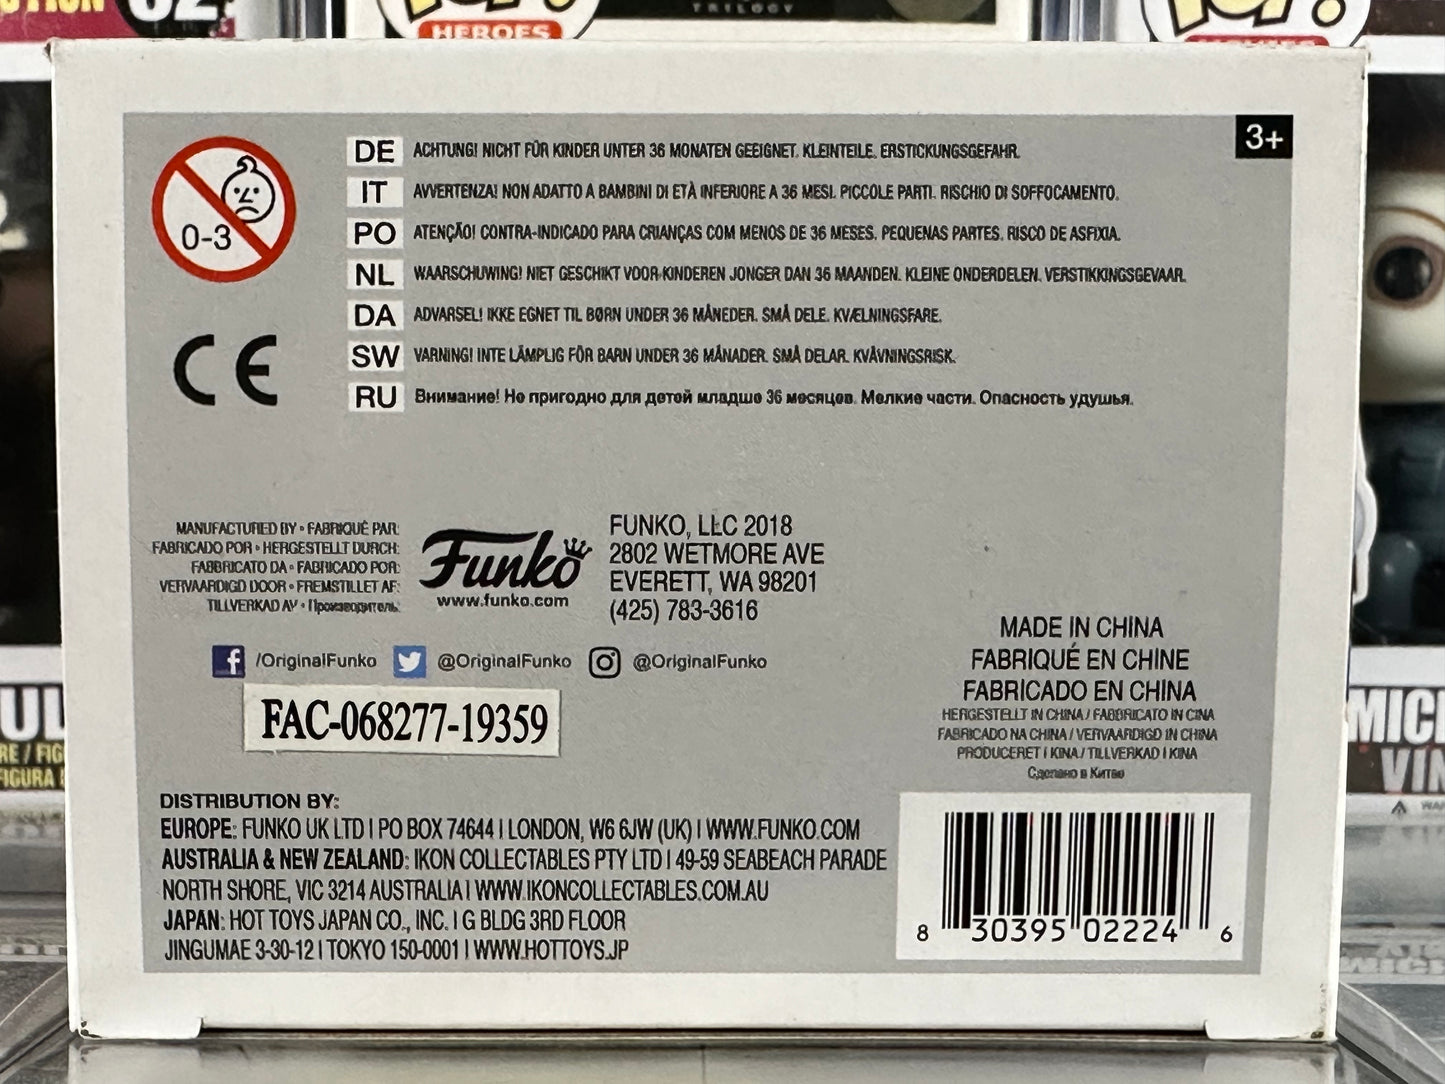 TRILOGY
HEROES
3+
0-3
DE ACHTUNG! NICHT FÜR KINDER UNTER 36 MONATEN GEEIGNET. KLEINTEILE. ERSTICKUNGSGEFAHR.
IT AVVERTENZA! NON ADATTO A BAMBINI DI ETÀ INFERIORE A 36 MESI. PICCOLE PARTI. RISCHIO DI SOFFOCAMENTO.
PO ATENÇÃO! CONTRA-INDICADO PARA CRIANÇAS COM MENOS DE 36 MESES. PEQUENAS PARTES. RISCO DE ASFIXIA.
NL WAARSCHUWING! NIET GESCHIKT VOOR KINDEREN JONGER DAN 36 MAANDEN. KLEINE ONDERDELEN. VERSTIKKINGSGEVAAR.
DA ADVARSEL! IKKE EGNET TIL BØRN UNDER 36 MÅNEDER. SMÅ DELE. KVÆLNINGSFARE.
SW VARNING! INTE LÄMPLIG FÖR BARN UNDER 36 MÅNADER. SMÅ DELAR. KVÄVNINGSRISK.
RU Внимание! Не пригодно для детей младше 36 месяцев. Мелкие части. Опасность удушья.
CE
MANUFACTURED BY • FABRIQUÉ PAR:
FABRICADO POR • HERGESTELLT DURCH:
FABBRICATO DA • FABRICADO POR:
VERVAARDIGD DOOR • FREMSTILLET AF:
TILLVERKAD AV • Производитель:
Funko
www.funko.com
FUNKO, LLC 2018
2802 WETMORE AVE
EVERETT, WA 98201
(425) 783-3616
/OriginalFunko @OriginalFunko @OriginalFunko
FAC-068277-19359
MADE IN CHINA
FABRIQUÉ EN CHINE
FABRICADO EN CHINA
HERGESTELLT IN CHINA / FABBRICATO IN CINA
FABRICADO NA CHINA / VERVAARDIGD IN CHINA
PRODUCERET I KINA / TILLVERKAD I KINA
Сделано в Китае
DISTRIBUTION BY:
EUROPE: FUNKO UK LTD | PO BOX 74644 | LONDON, W6 6JW (UK) | WWW.FUNKO.COM
AUSTRALIA & NEW ZEALAND: IKON COLLECTABLES PTY LTD | 49-59 SEABEACH PARADE
NORTH SHORE, VIC 3214 AUSTRALIA | WWW.IKONCOLLECTABLES.COM.AU
JAPAN: HOT TOYS JAPAN CO., INC. | G BLDG 3RD FLOOR
JINGUMAE 3-30-12 | TOKYO 150-0001 | WWW.HOTTOYS.JP
8 30395 02224 6